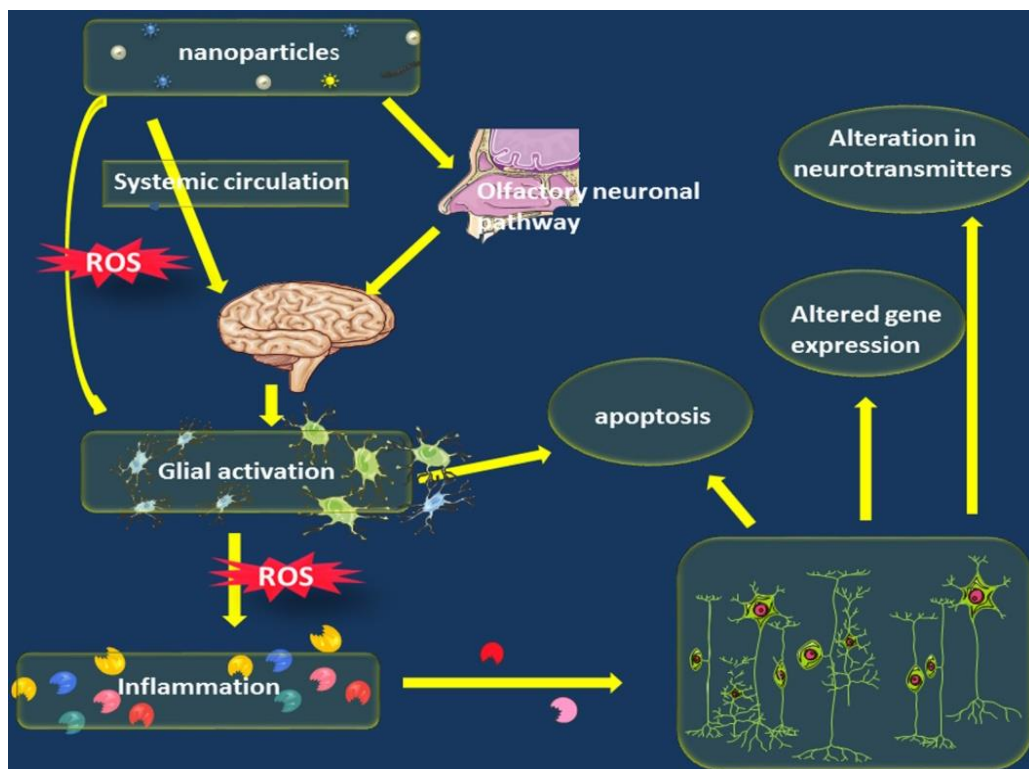 nanoparticles
Systemic circulation
Olfactory neuronal
pathway
Alteration in
neurotransmitters
ROS
Altered gene
expression
apoptosis
Glial activation
ROS
Inflammation